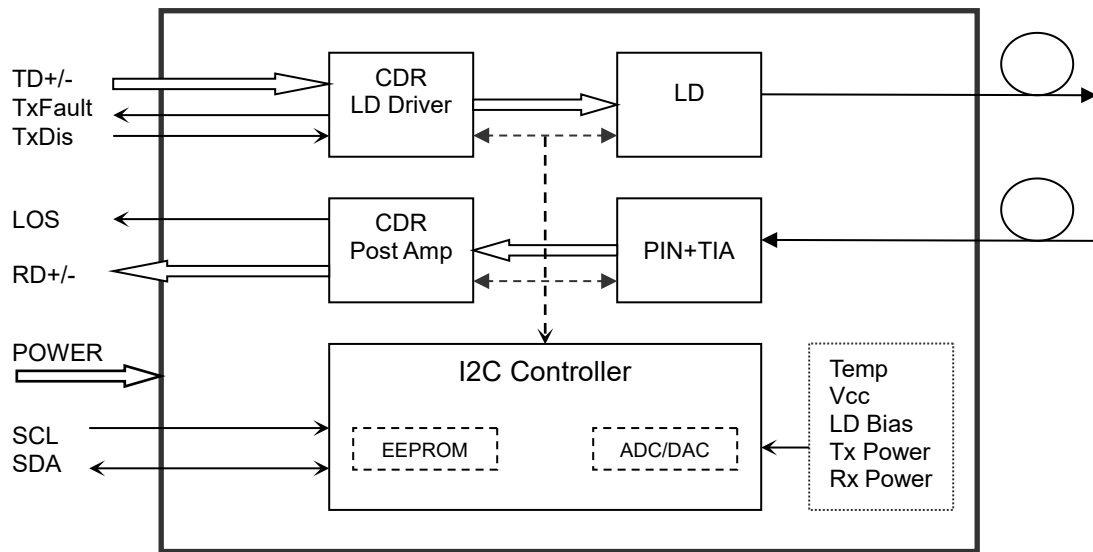 TD+/-
TxFault
TxDis
CDR
LD Driver
LD
LOS
RD+/-
CDR
Post Amp
PIN+TIA
POWER
SCL
SDA
I2C Controller
EEPROM
ADC/DAC
Temp
Vcc
LD Bias
Tx Power
Rx Power